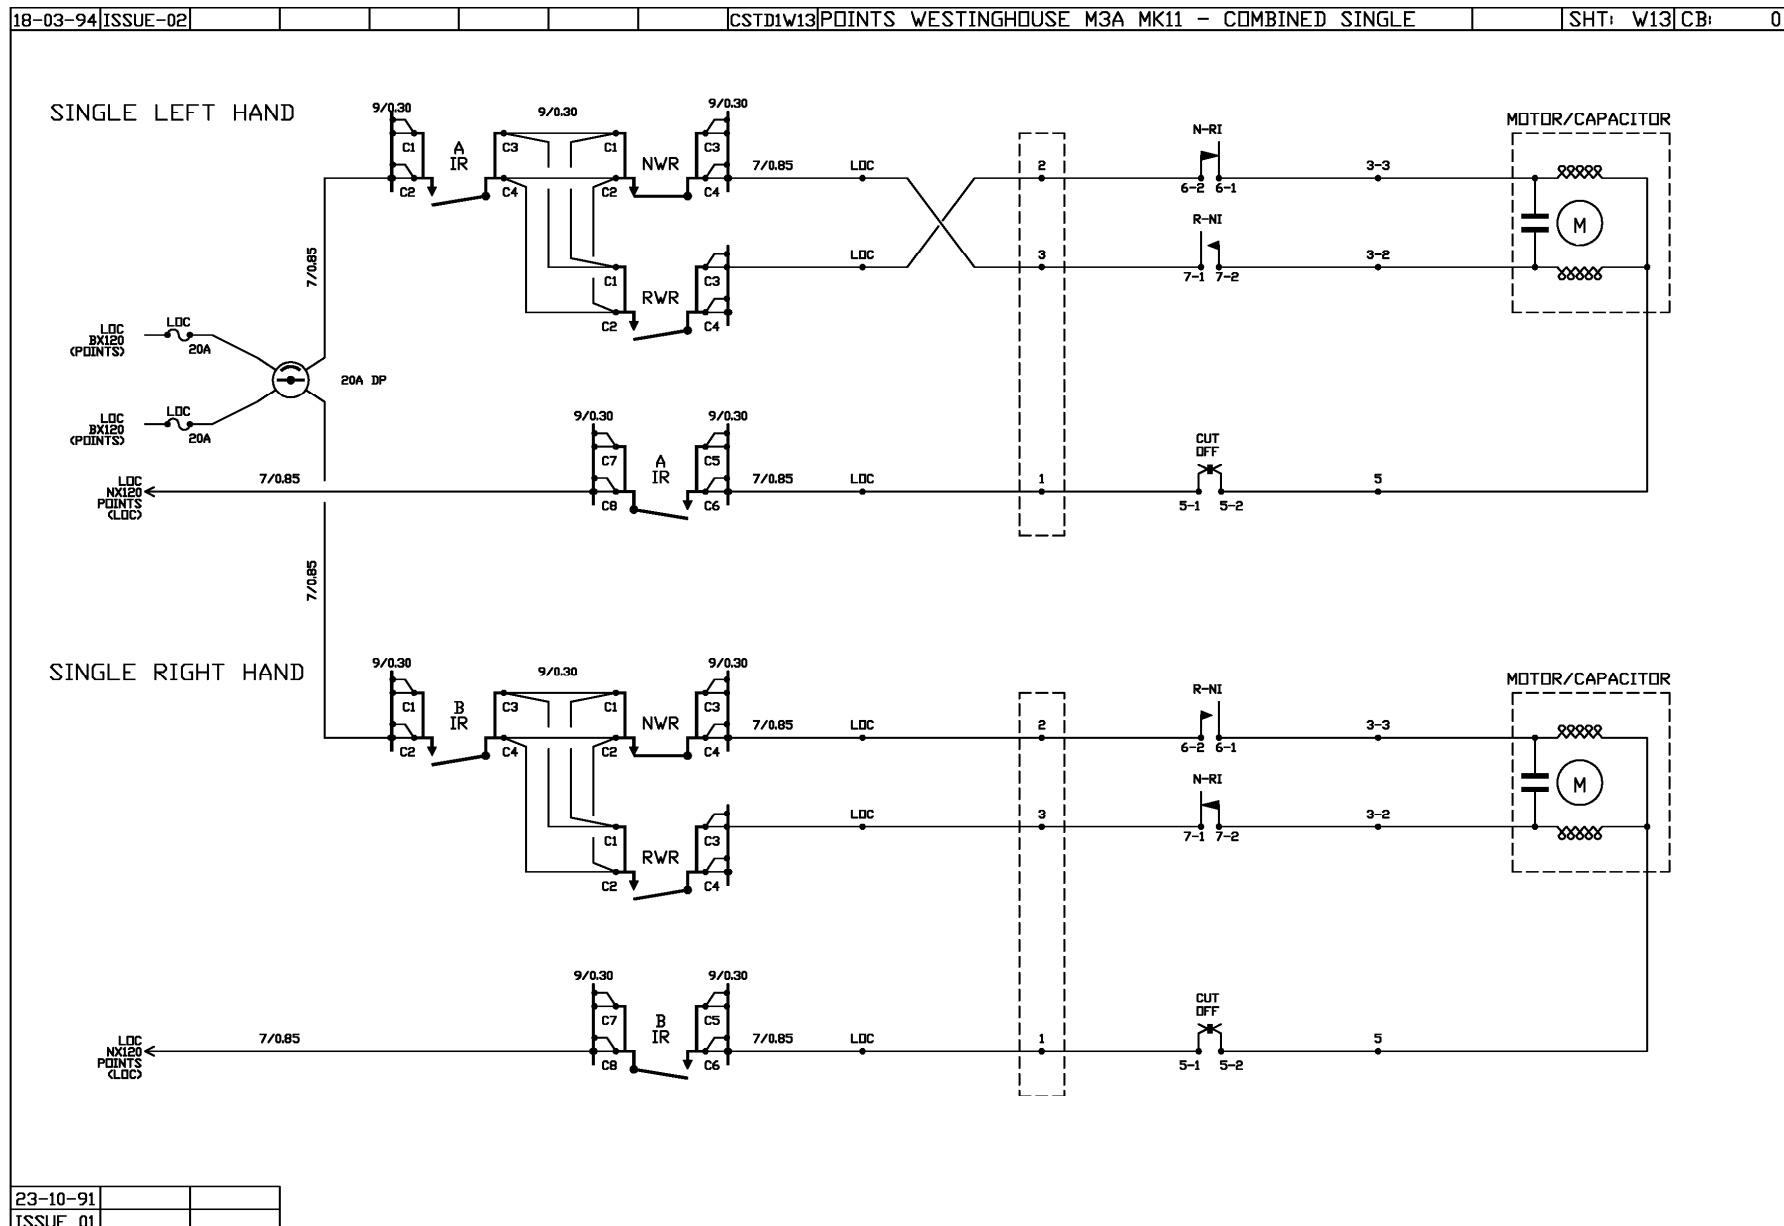 18-03-94 ISSUE-02 CSTD1W13 POINTS WESTINGHOUSE M3A MK11 - COMBINED SINGLE SHT: W13 CB: 0
SINGLE LEFT HAND
9/0.30 9/0.30 9/0.30
MOTOR/CAPACITOR
N-RI
C1 A IR C3 C1 NWR C3
7/0.85 LOC 2 3-3
C2 C4 C2 C4 6-2 6-1
R-NI
M
7/0.85
LOC 3 3-2
C1 RWR C3 7-1 7-2
C2 C4
LOC BX120 (POINTS)
LOC
20A
20A DP
LOC BX120 (POINTS)
LOC
20A
9/0.30 9/0.30
CUT OFF
C7 A IR C5
LOC NX120 POINTS (LOC)
7/0.85 7/0.85 LOC 1 5
C8 C6 5-1 5-2
7/0.85
SINGLE RIGHT HAND
9/0.30 9/0.30 9/0.30
MOTOR/CAPACITOR
R-NI
C1 B IR C3 C1 NWR C3
7/0.85 LOC 2 3-3
C2 C4 C2 C4 6-2 6-1
N-RI
M
LOC 3 3-2
C1 RWR C3 7-1 7-2
C2 C4
9/0.30 9/0.30
CUT OFF
C7 B IR C5
LOC NX120 POINTS (LOC)
7/0.85 7/0.85 LOC 1 5
C8 C6 5-1 5-2
23-10-91
ISSUE 01